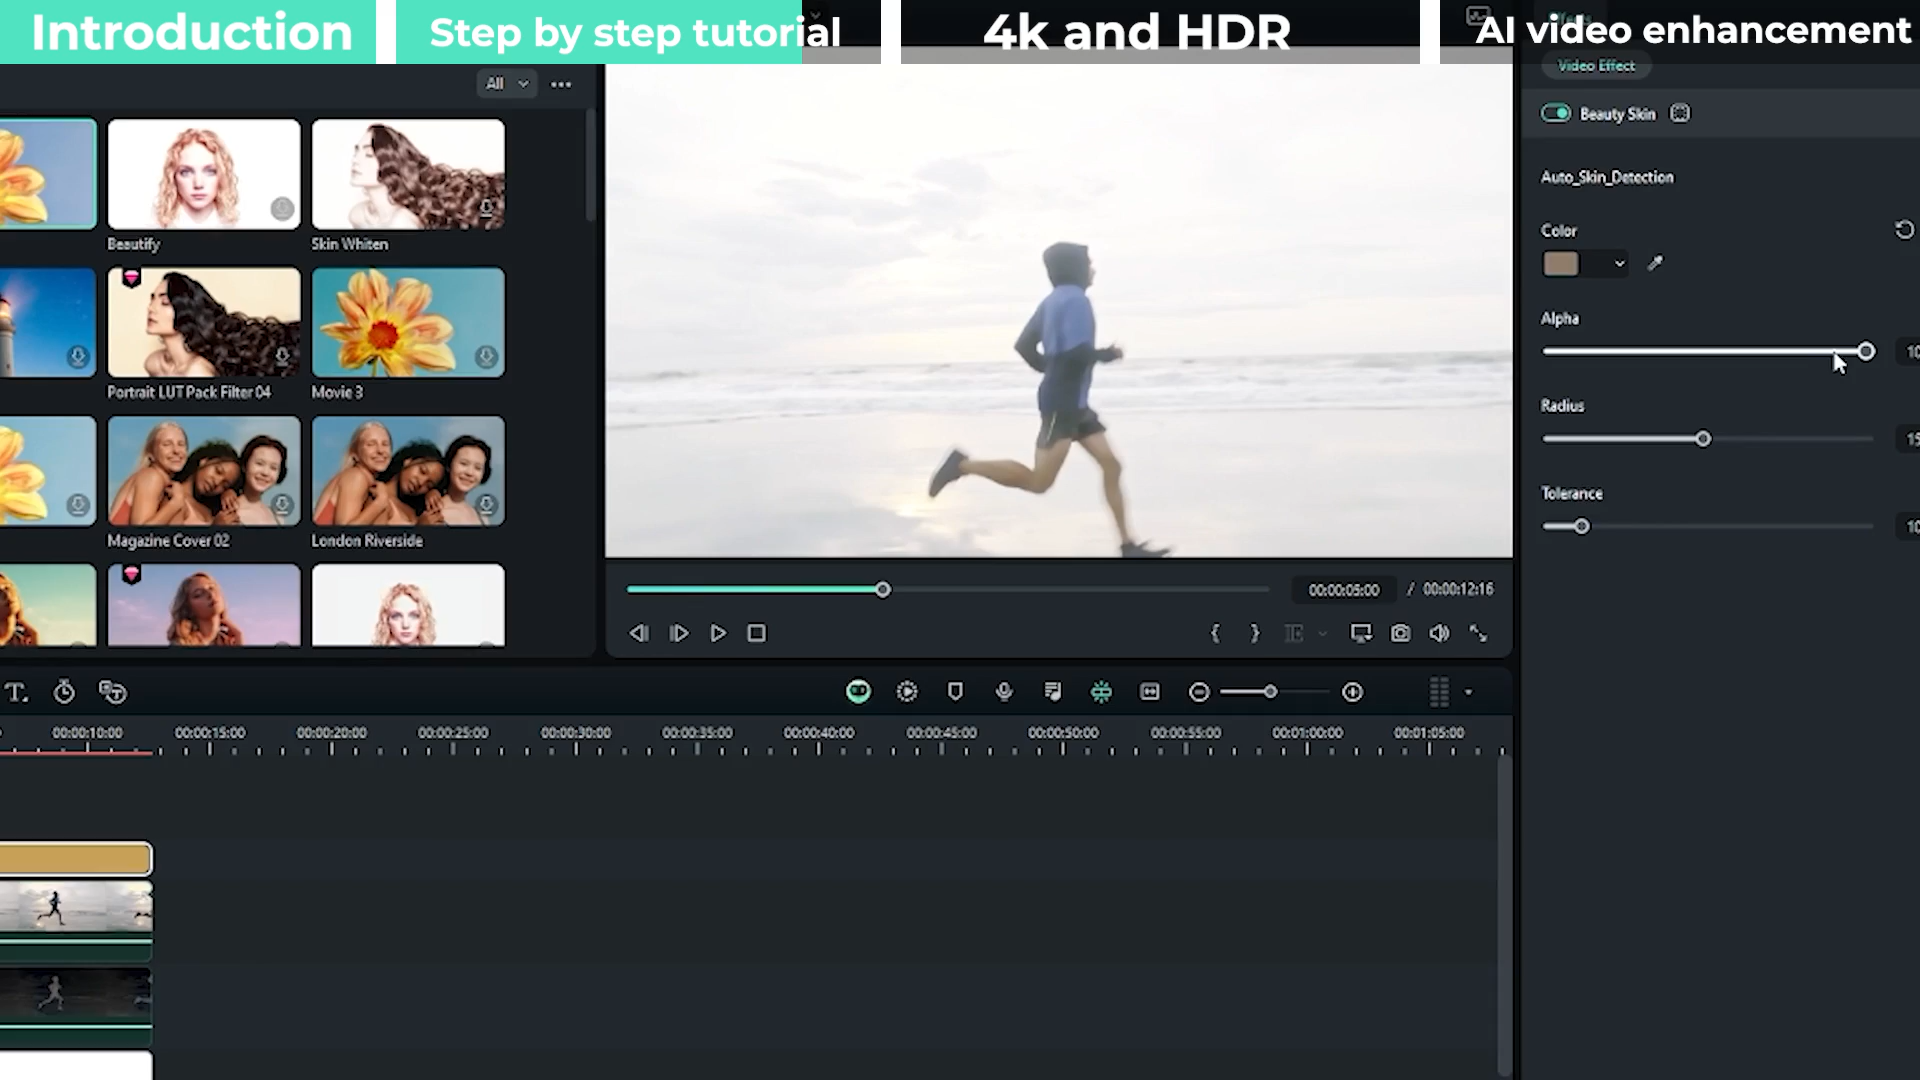 Introduction
Step by step tutorial
4k and HDR
AI video enhancement
Effects
Video Effect
All
Beauty Skin
Auto_Skin_Detection
Color
Alpha
Radius
Tolerance
Beautify
Skin Whiten
Portrait LUT Pack Filter 04
Movie 3
Magazine Cover 02
London Riverside
00:00:05:00 / 00:00:12:16
00:00:10:00 00:00:15:00 00:00:20:00 00:00:25:00 00:00:30:00 00:00:35:00 00:00:40:00 00:00:45:00 00:00:50:00 00:00:55:00 00:01:00:00 00:01:05:00